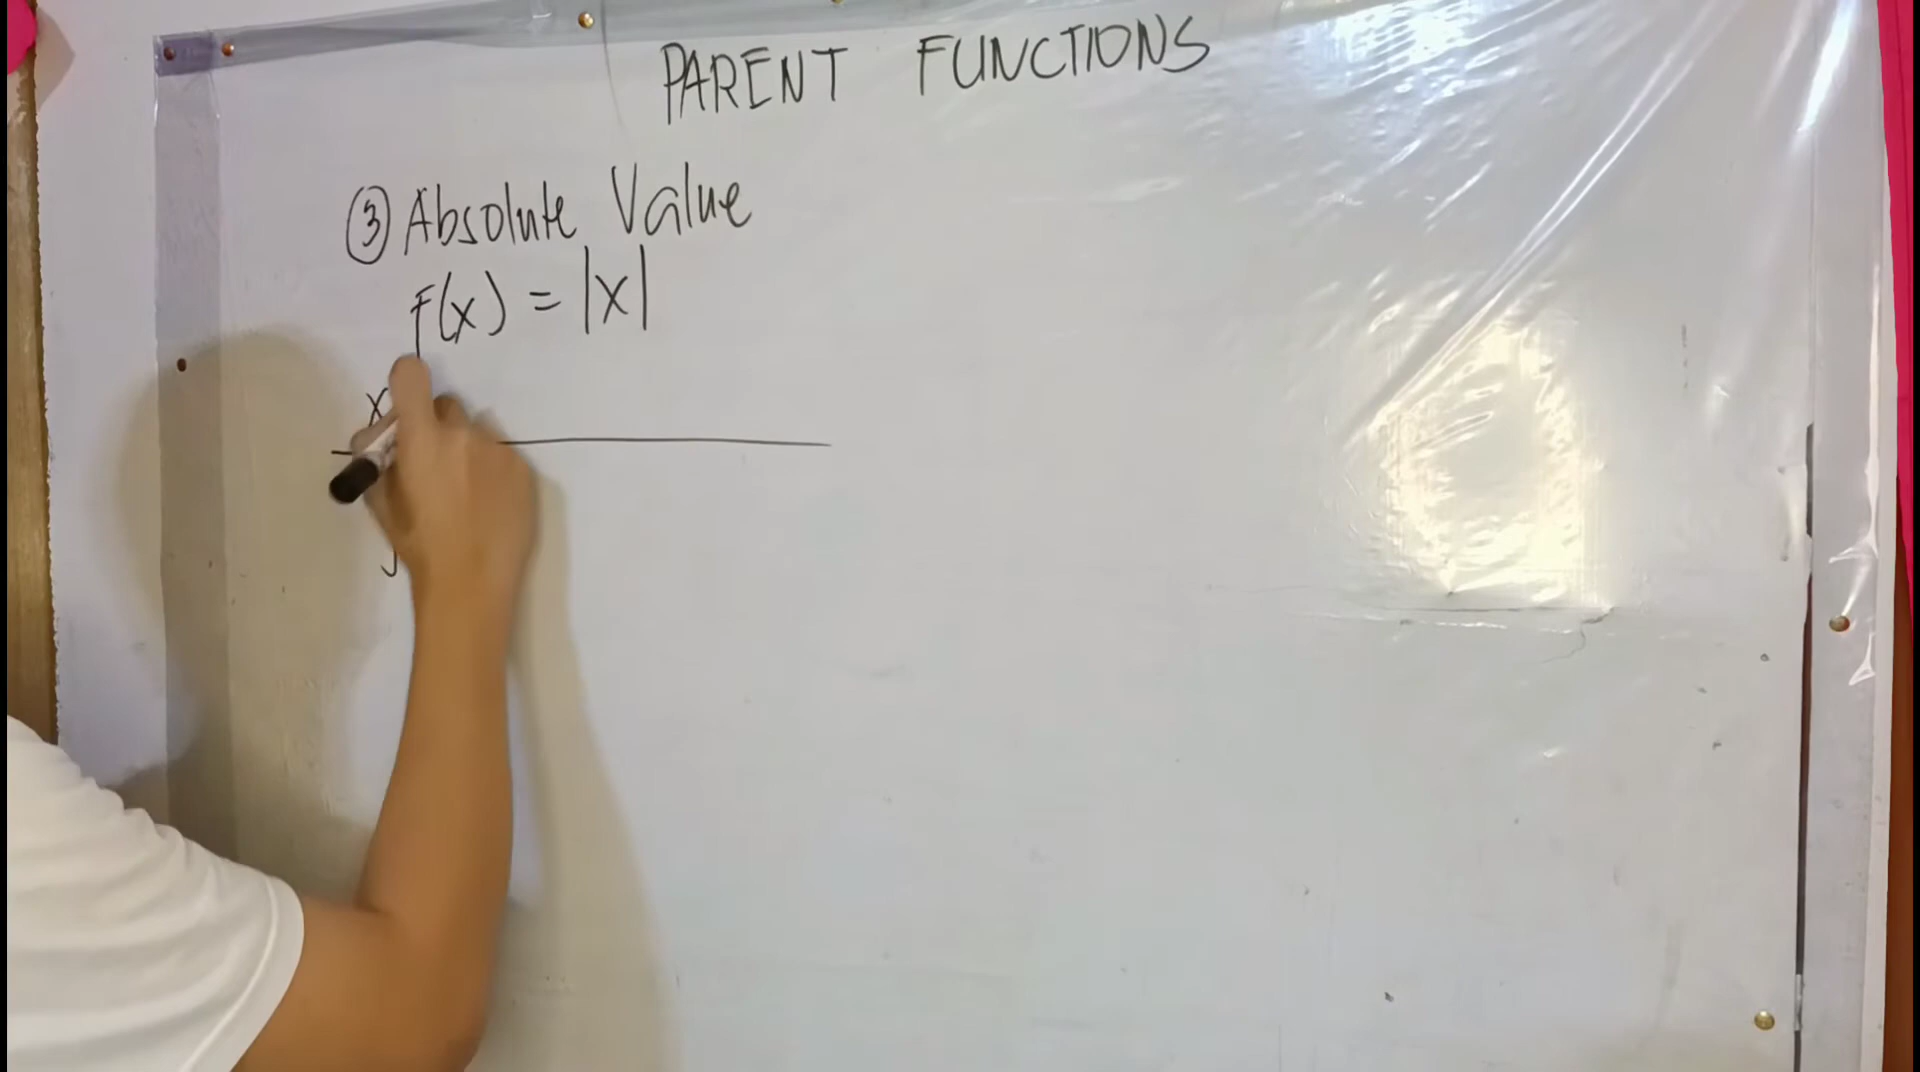 PARENT FUNCTIONS
③ Absolute Value
f(x) = |x|
x
y